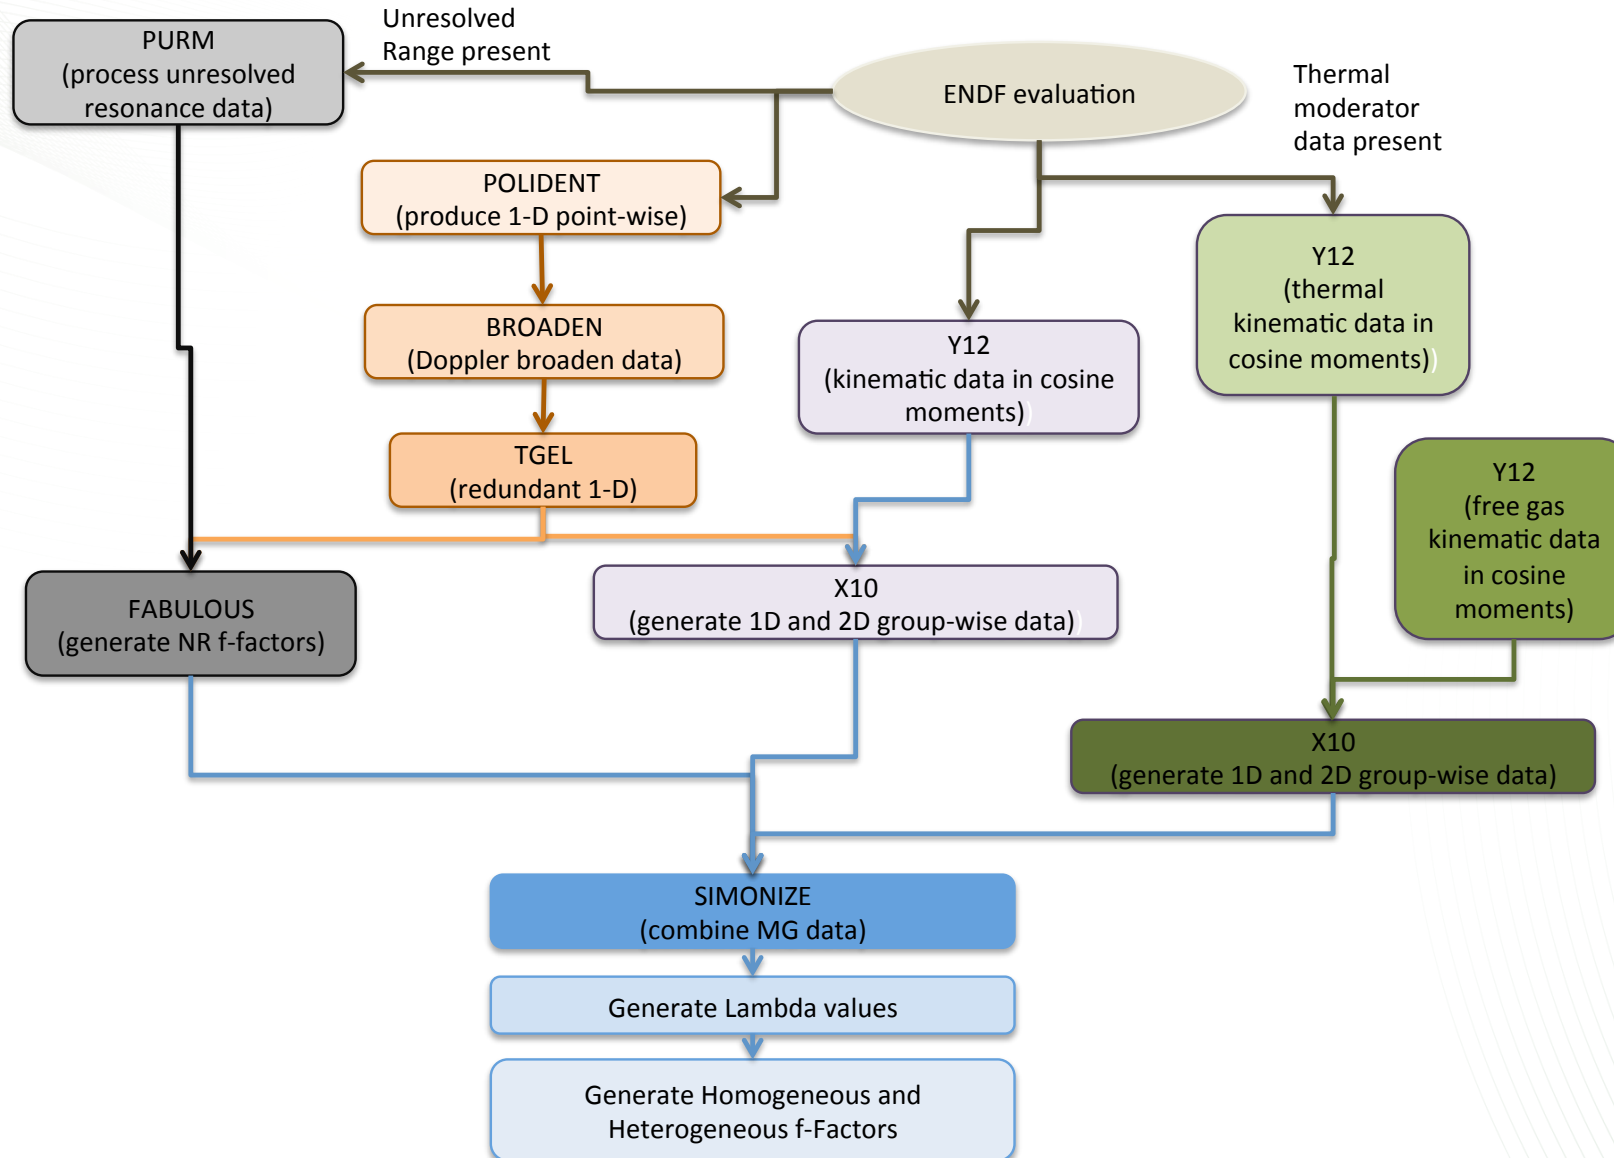 Unresolved
Range present
PURM
(process unresolved
resonance data)
ENDF evaluation
Thermal
moderator
data present
POLIDENT
(produce 1-D point-wise)
BROADEN
(Doppler broaden data)
TGEL
(redundant 1-D)
Y12
(kinematic data in cosine
moments))
Y12
(thermal
kinematic data in
cosine moments))
Y12
(free gas
kinematic data
in cosine
moments)
FABULOUS
(generate NR f-factors)
X10
(generate 1D and 2D group-wise data))
X10
(generate 1D and 2D group-wise data)
SIMONIZE
(combine MG data)
Generate Lambda values
Generate Homogeneous and
Heterogeneous f-Factors